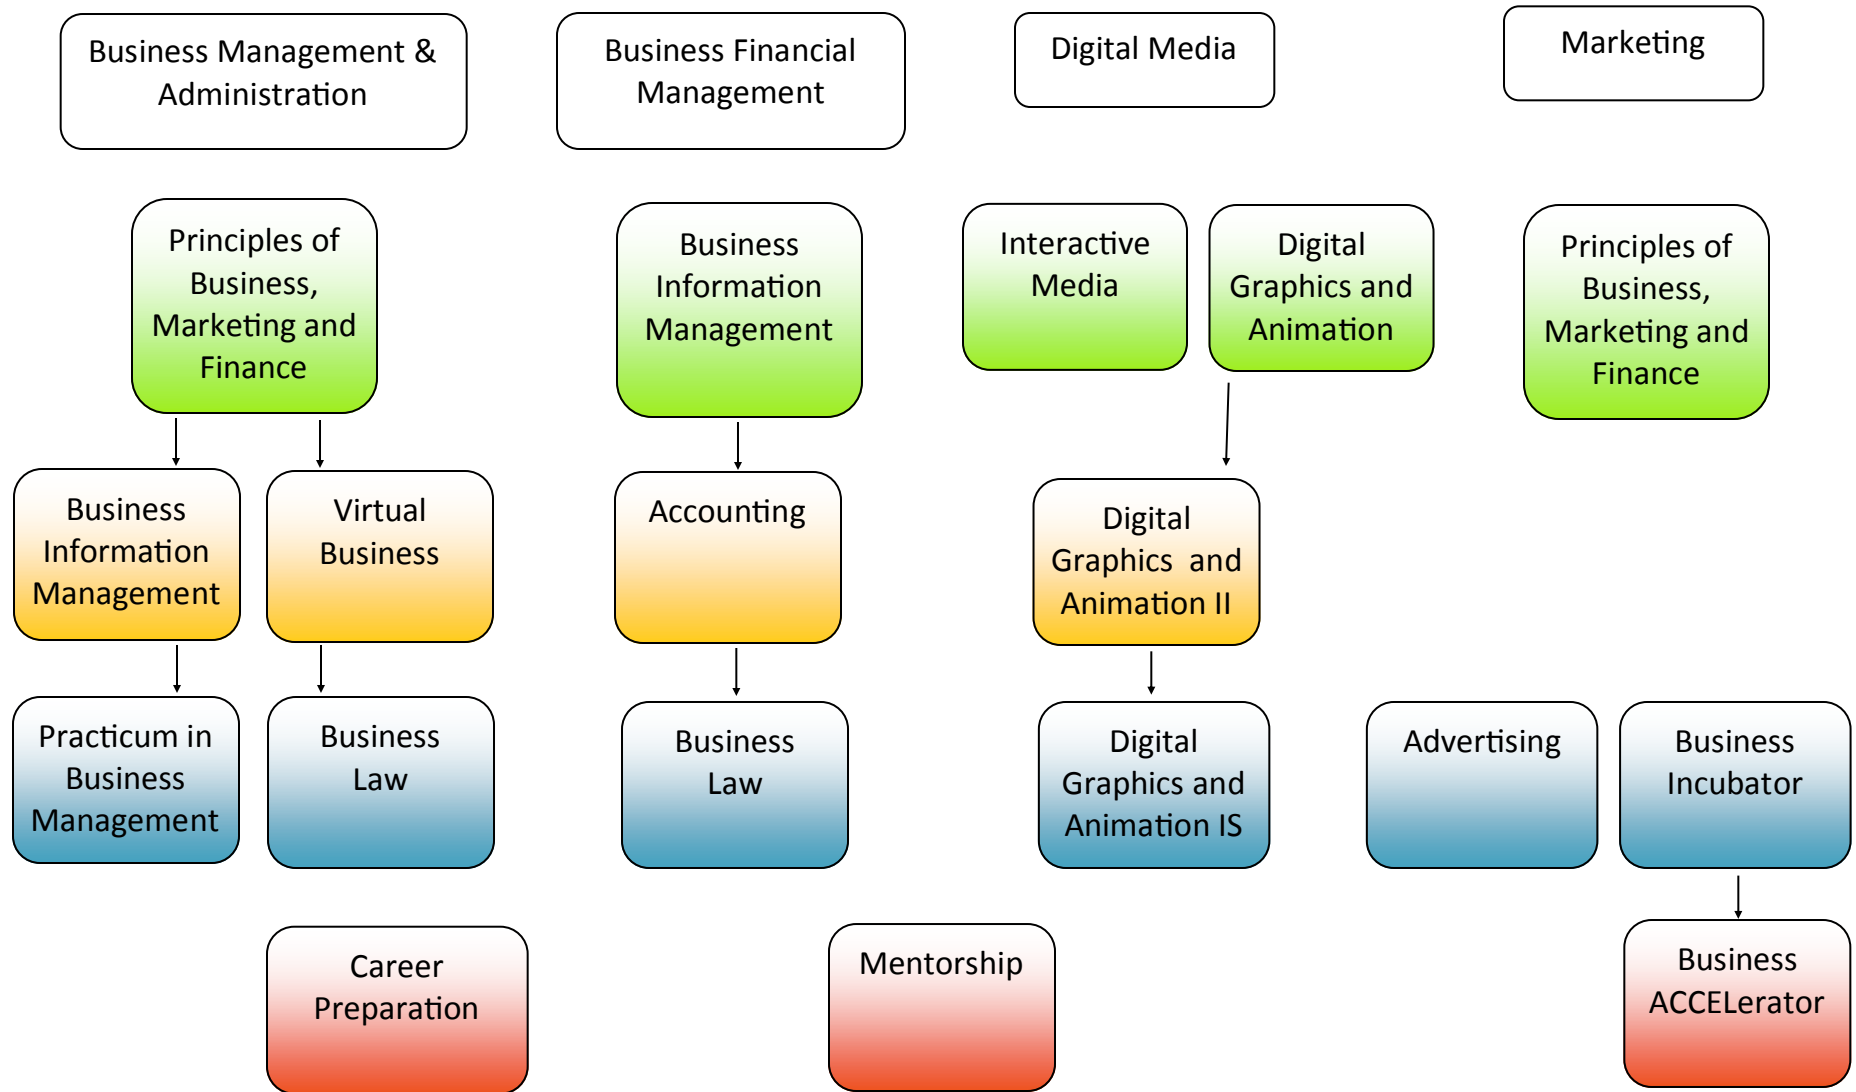 Business Management &
Administration
Business Financial
Management
Digital Media
Marketing
Principles of
Business,
Marketing and
Finance
Business
Information
Management
Interactive
Media
Digital
Graphics and
Animation
Principles of
Business,
Marketing and
Finance
Business
Information
Management
Virtual
Business
Accounting
Digital
Graphics and
Animation II
Practicum in
Business
Management
Business
Law
Business
Law
Digital
Graphics and
Animation IS
Advertising
Business
Incubator
Career
Preparation
Mentorship
Business
ACCELerator